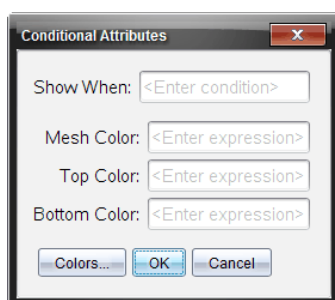 Conditional Attributes
Show When: <Enter condition>
Mesh Color: <Enter expression>
Top Color: <Enter expression>
Bottom Color: <Enter expression>
Colors... OK Cancel